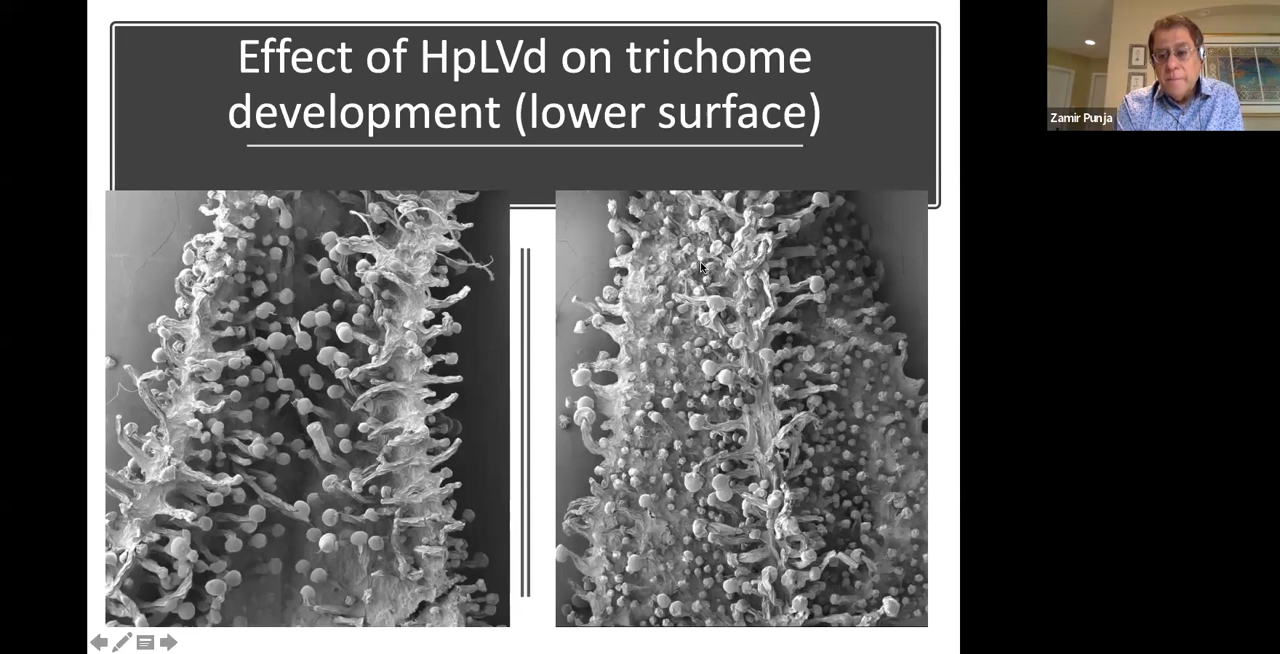 Effect of HpLVd on trichome
development (lower surface)
Zamir Punja